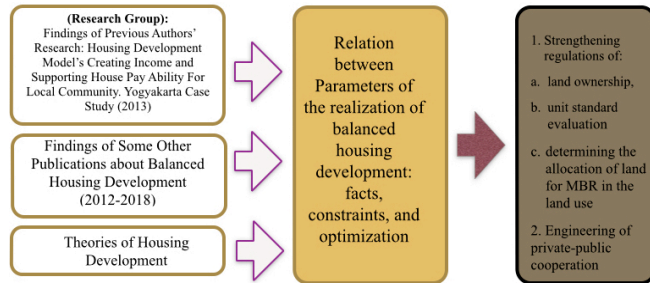 (Research Group):
Findings of Previous Authors'
Research: Housing Development
Model's Creating Income and
Supporting House Pay Ability For
Local Community. Yogyakarta Case
Study (2013)
Findings of Some Other
Publications about Balanced
Housing Development
(2012-2018)
Theories of Housing
Development
Relation
between
Parameters of
the realization of
balanced
housing
development:
facts,
constraints, and
optimization
1. Strengthening
regulations of:
a. land ownership,
b. unit standard
evaluation
c. determining the
allocation of land
for MBR in the
land use
2. Engineering of
private-public
cooperation